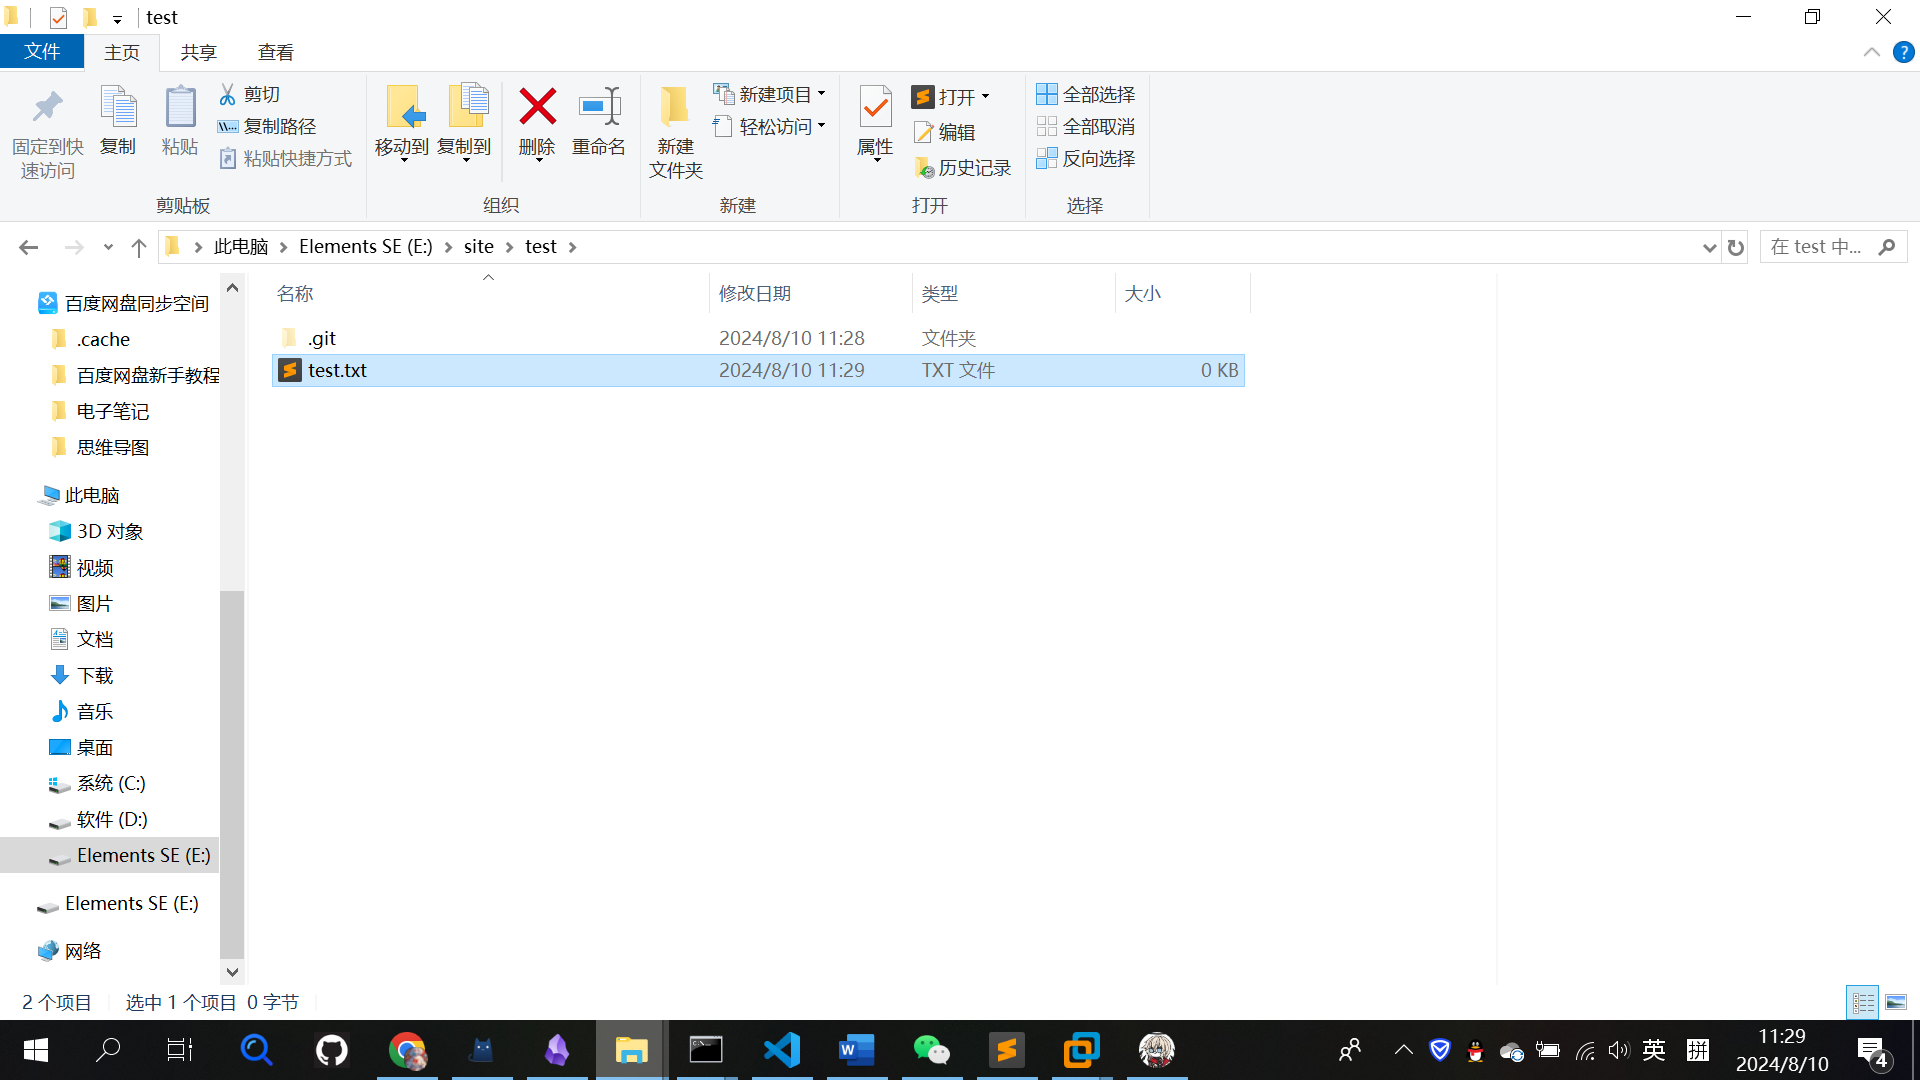 test
文件
主页
共享
查看
固定到快
速访问
复制
粘贴
剪切
复制路径
粘贴快捷方式
剪贴板
移动到
复制到
删除
重命名
组织
新建
文件夹
新建项目
轻松访问
新建
属性
打开
编辑
历史记录
打开
全部选择
全部取消
反向选择
选择
此电脑
Elements SE (E:)
site
test
在 test 中...
百度网盘同步空间
.cache
百度网盘新手教程
电子笔记
思维导图
此电脑
3D 对象
视频
图片
文档
下载
音乐
桌面
系统 (C:)
软件 (D:)
Elements SE (E:)
Elements SE (E:)
网络
名称
修改日期
类型
大小
.git
2024/8/10 11:28
文件夹
test.txt
2024/8/10 11:29
TXT 文件
0 KB
2 个项目
选中 1 个项目 0 字节
英
拼
11:29
2024/8/10
4